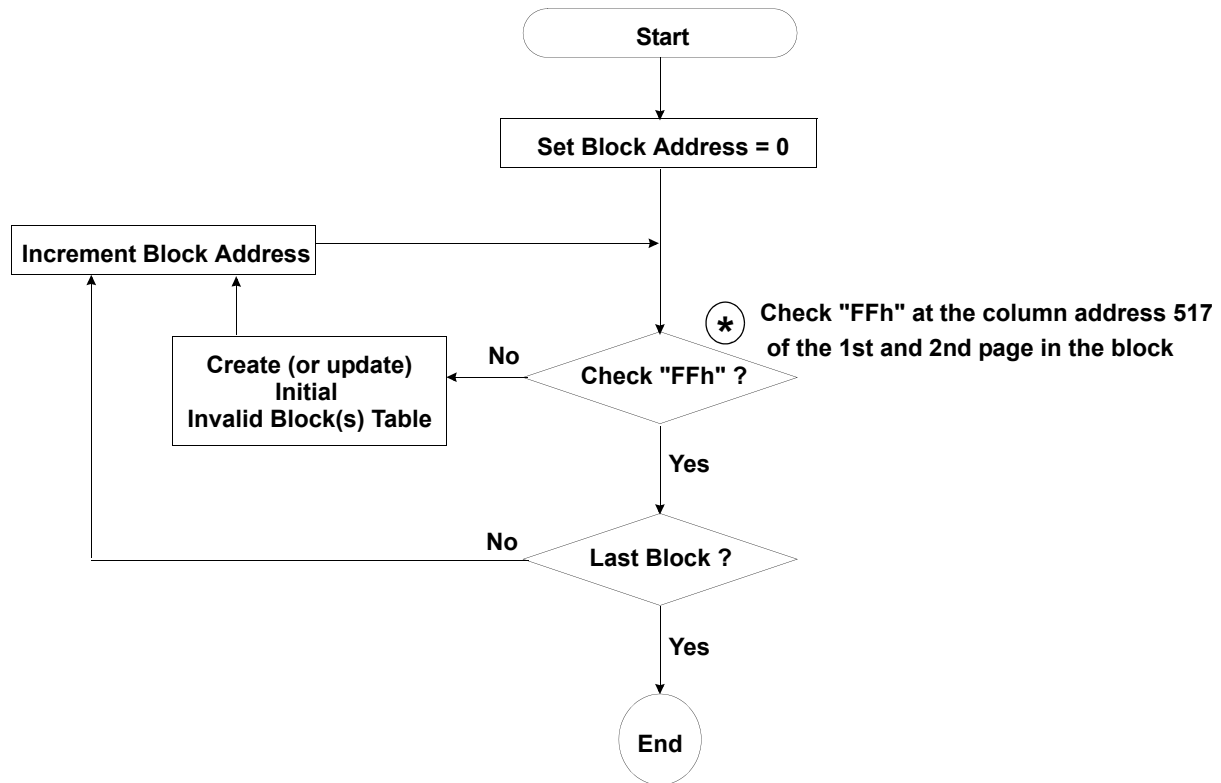 Start
Set Block Address = 0
Increment Block Address
* Check "FFh" at the column address 517
of the 1st and 2nd page in the block
No
Check "FFh" ?
Create (or update)
Initial
Invalid Block(s) Table
Yes
No
Last Block ?
Yes
End